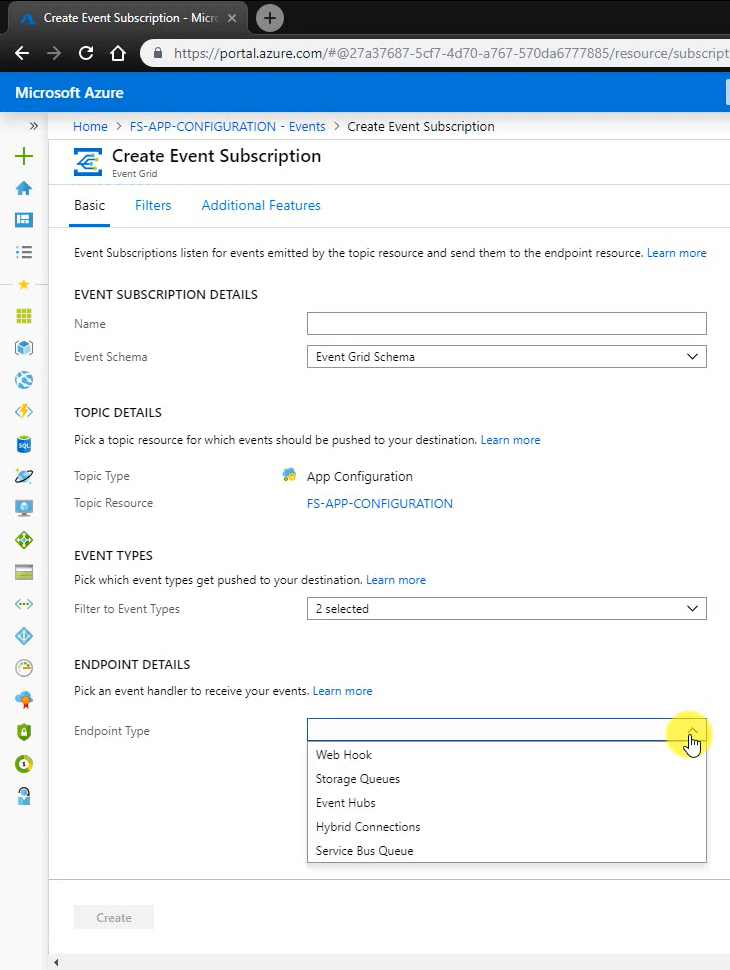 Create Event Subscription - Micr
https://portal.azure.com/#@27a37687-5cf7-4d70-a767-570da6777885/resource/subscript
Microsoft Azure
Home > FS-APP-CONFIGURATION - Events > Create Event Subscription
Create Event Subscription
Event Grid
Basic Filters Additional Features
Event Subscriptions listen for events emitted by the topic resource and send them to the endpoint resource. Learn more
EVENT SUBSCRIPTION DETAILS
Name
Event Schema Event Grid Schema
TOPIC DETAILS
Pick a topic resource for which events should be pushed to your destination. Learn more
Topic Type App Configuration
Topic Resource FS-APP-CONFIGURATION
EVENT TYPES
Pick which event types get pushed to your destination. Learn more
Filter to Event Types 2 selected
ENDPOINT DETAILS
Pick an event handler to receive your events. Learn more
Endpoint Type
Web Hook
Storage Queues
Event Hubs
Hybrid Connections
Service Bus Queue
Create
SQL